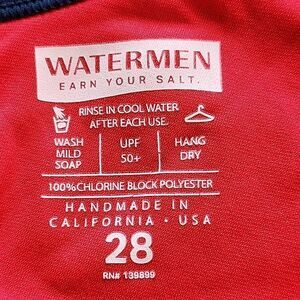 WATERMEN
EARN YOUR SALT.
RINSE IN COOL WATER
AFTER EACH USE.
WASH MILD SOAP
UPF 50+
HANG DRY
100% CHLORINE BLOCK POLYESTER
HANDMADE IN
CALIFORNIA • USA
28
RN# 139899